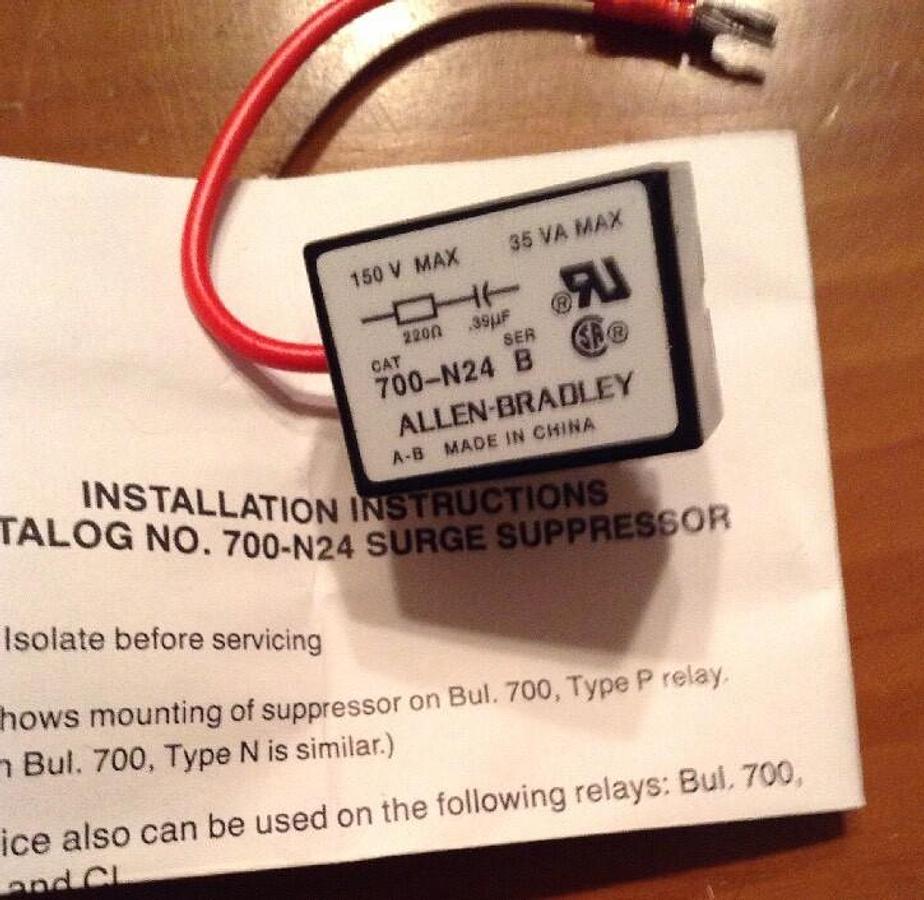 150 V MAX 35 VA MAX
220Ω .39µF
CAT SER
700-N24 B
ALLEN-BRADLEY
A-B MADE IN CHINA
INSTALLATION INSTRUCTIONS
TALOG NO. 700-N24 SURGE SUPPRESSOR
Isolate before servicing
hows mounting of suppressor on Bul. 700, Type P relay.
n Bul. 700, Type N is similar.)
ice also can be used on the following relays: Bul. 700,
and CL